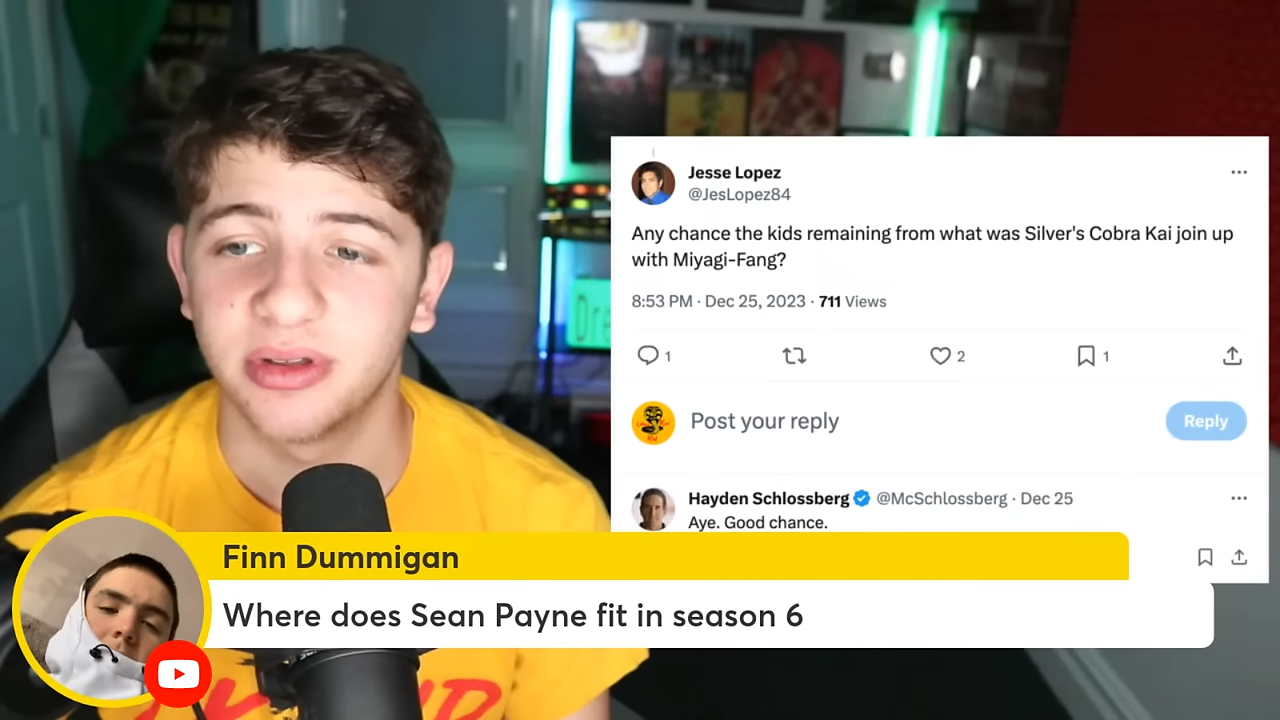 Jesse Lopez
@JesLopez84
Any chance the kids remaining from what was Silver's Cobra Kai join up
with Miyagi-Fang?
8:53 PM · Dec 25, 2023 · 711 Views
1
2
1
Post your reply
Reply
Hayden Schlossberg @McSchlossberg · Dec 25
Aye. Good chance.
Finn Dummigan
Where does Sean Payne fit in season 6